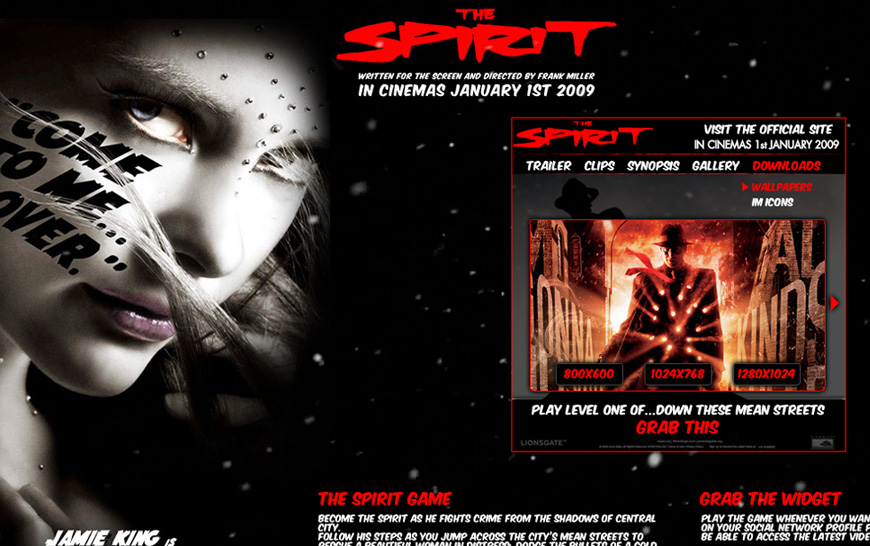 THE
SPIRIT
WRITTEN FOR THE SCREEN AND DIRECTED BY FRANK MILLER
IN CINEMAS JANUARY 1ST 2009
"COME
TO ME...
OVER."
THE
SPIRIT
VISIT THE OFFICIAL SITE
IN CINEMAS 1st JANUARY 2009
TRAILER CLIPS SYNOPSIS GALLERY DOWNLOADS
WALLPAPERS
IM ICONS
800X600 1024X768 1280X1024
PLAY LEVEL ONE OF...DOWN THESE MEAN STREETS
GRAB THIS
LIONSGATE
THE SPIRIT GAME
BECOME THE SPIRIT AS HE FIGHTS CRIME FROM THE SHADOWS OF CENTRAL
CITY.
FOLLOW HIS STEPS AS YOU JUMP ACROSS THE CITY'S MEAN STREETS TO
RESCUE A BEAUTIFUL WOMAN IN DISTRESS. DODGE THE BULLETS OF A GOLD
GRAB THE WIDGET
PLAY THE GAME WHENEVER YOU WAN
ON YOUR SOCIAL NETWORK PROFILE
BE ABLE TO ACCESS THE LATEST VIDE
JAMIE KING IS